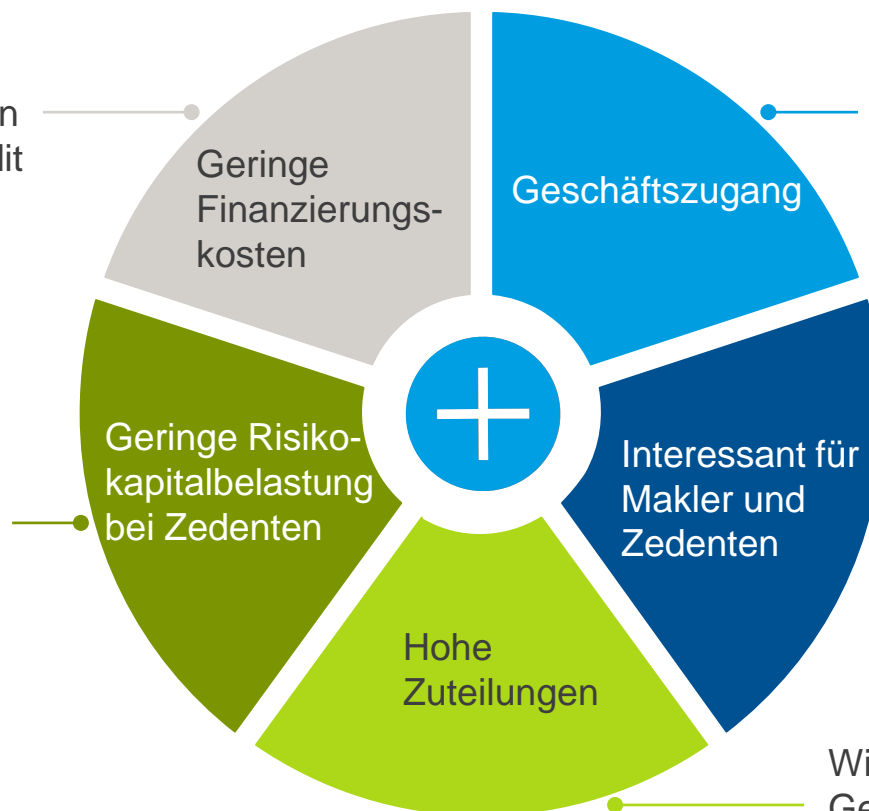 Geringe
Finanzierungs-
kosten
Geschäftszugang
Geringe Risiko-
kapitalbelastung
bei Zedenten
Interessant für
Makler und
Zedenten
Hohe
Zuteilungen